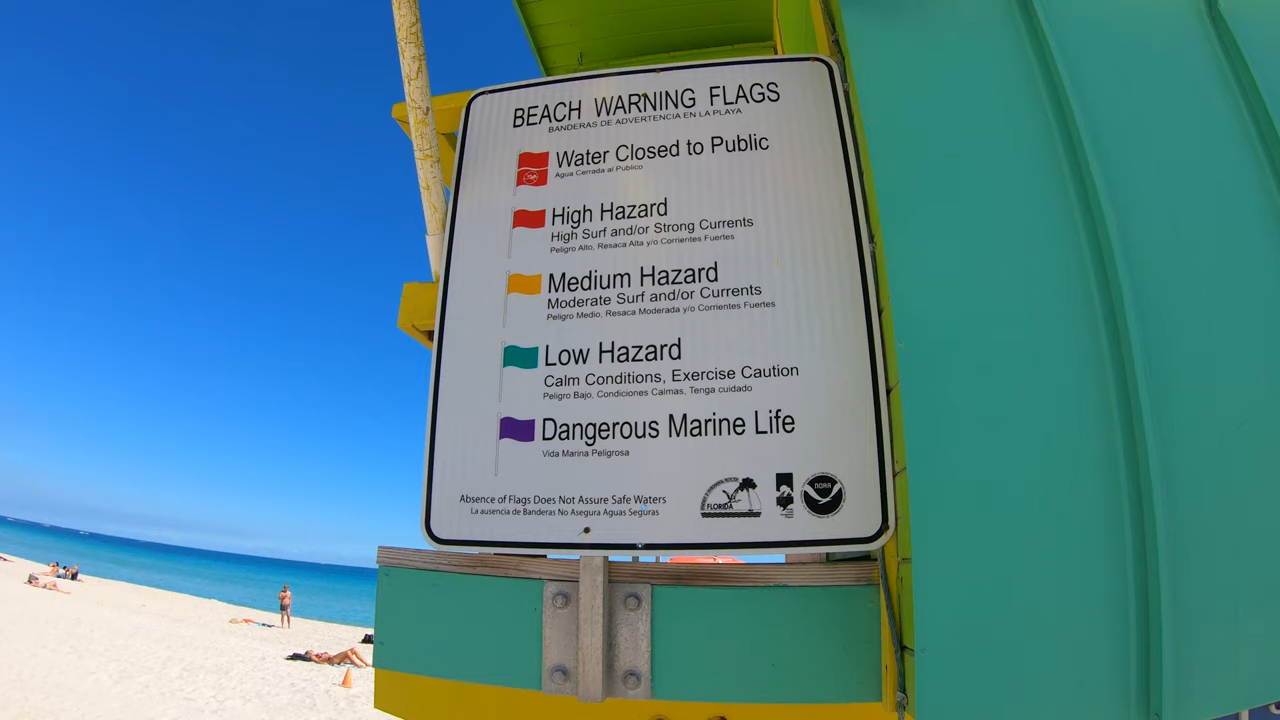 BEACH WARNING FLAGS
BANDERAS DE ADVERTENCIA EN LA PLAYA
Water Closed to Public
Agua Cerrada al Publico
High Hazard
High Surf and/or Strong Currents
Peligro Alto, Resaca Alta y/o Corrientes Fuertes
Medium Hazard
Moderate Surf and/or Currents
Peligro Medio, Resaca Moderada y/o Corrientes Fuertes
Low Hazard
Calm Conditions, Exercise Caution
Peligro Bajo, Condiciones Calmas, Tenga cuidado
Dangerous Marine Life
Vida Marina Peligrosa
Absence of Flags Does Not Assure Safe Waters
La ausencia de Banderas No Asegura Aguas Seguras
FLORIDA
NOAA